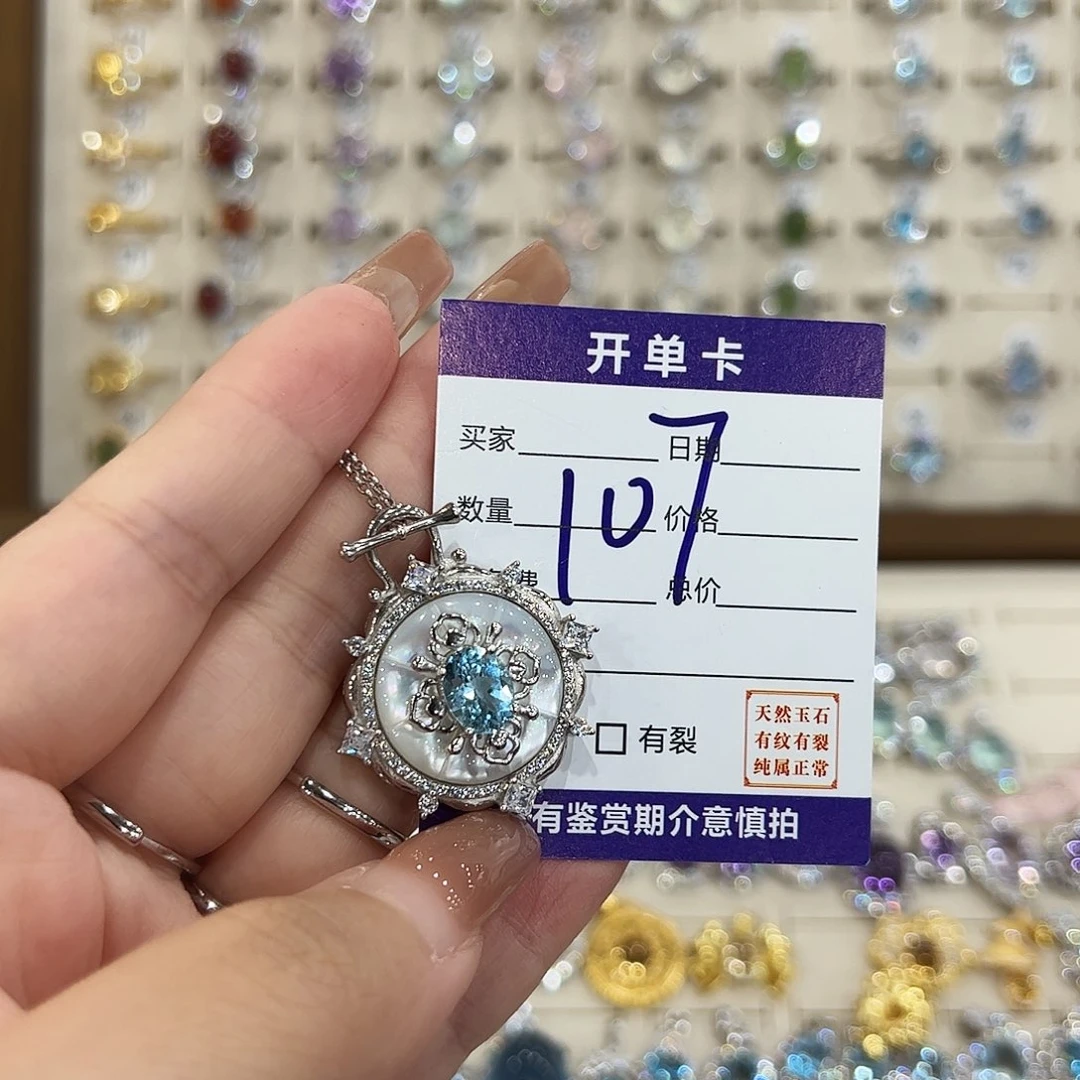 开单卡
买家 日期
107
数量 价格
费 总价
□ 有裂
天然玉石
有纹有裂
纯属正常
有鉴赏期介意慎拍